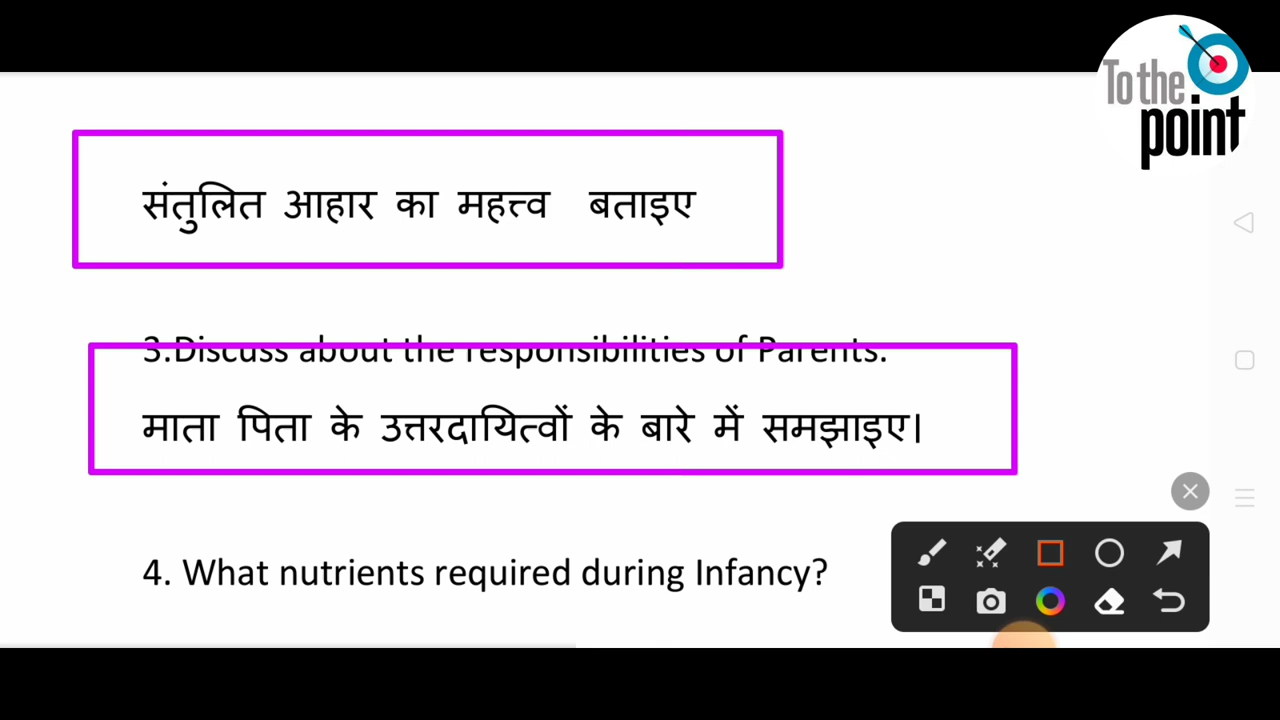 To the
point
संतुलित आहार का महत्त्व बताइए
3.Discuss about the responsibilities of Parents.
माता पिता के उत्तरदायित्वों के बारे में समझाइए।
4. What nutrients required during Infancy?